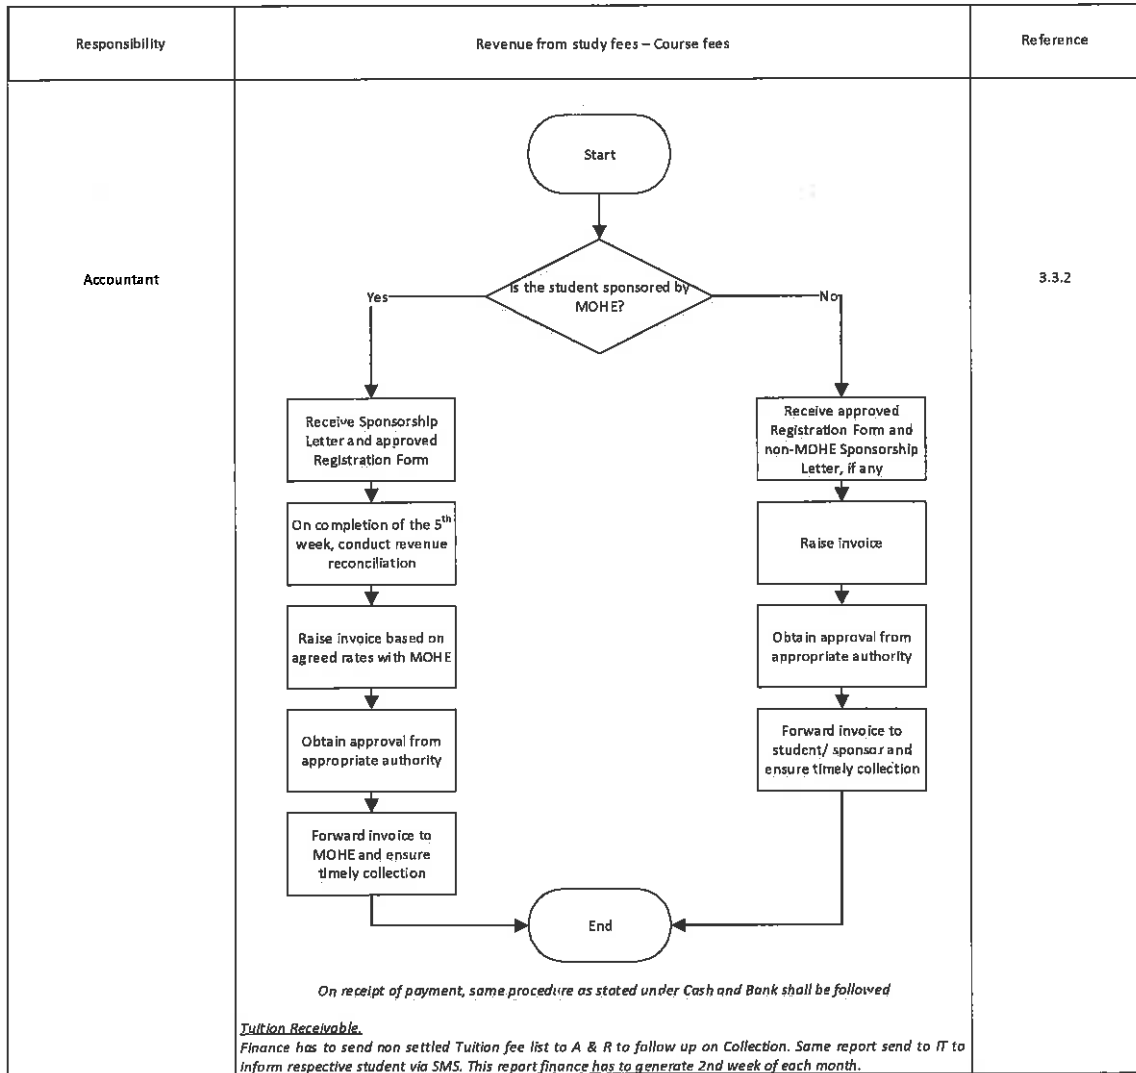 Responsibility
Revenue from study fees – Course fees
Reference
Start
Accountant
Is the student sponsored by
MOHE?
3.3.2
Yes
No
Receive Sponsorship
Letter and approved
Registration Form
On completion of the 5th
week, conduct revenue
reconciliation
Raise invoice based on
agreed rates with MOHE
Obtain approval from
appropriate authority
Forward invoice to
MOHE and ensure
timely collection
Receive approved
Registration Form and
non-MOHE Sponsorship
Letter, if any
Raise invoice
Obtain approval from
appropriate authority
Forward invoice to
student/ sponsor and
ensure timely collection
End
On receipt of payment, same procedure as stated under Cash and Bank shall be followed
Tuition Receivable.
Finance has to send non settled Tuition fee list to A & R to follow up on Collection. Same report send to IT to
inform respective student via SMS. This report finance has to generate 2nd week of each month.